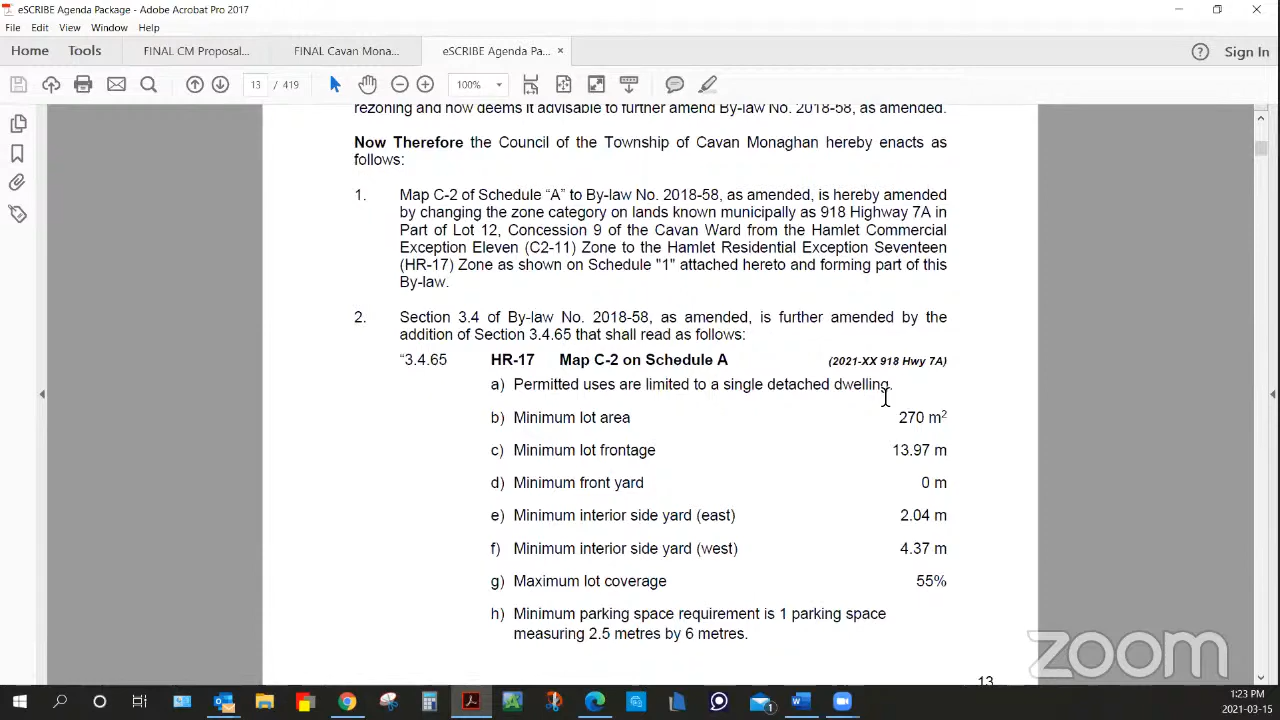 eSCRIBE Agenda Package - Adobe Acrobat Pro 2017
File Edit View Window Help
Home Tools FINAL CM Proposal... FINAL Cavan Mona... eSCRIBE Agenda Pa... × Sign In
13 / 419 100%
rezoning and now deems it advisable to further amend By-law No. 2018-58, as amended.
Now Therefore the Council of the Township of Cavan Monaghan hereby enacts as
follows:
1. Map C-2 of Schedule “A” to By-law No. 2018-58, as amended, is hereby amended
by changing the zone category on lands known municipally as 918 Highway 7A in
Part of Lot 12, Concession 9 of the Cavan Ward from the Hamlet Commercial
Exception Eleven (C2-11) Zone to the Hamlet Residential Exception Seventeen
(HR-17) Zone as shown on Schedule "1" attached hereto and forming part of this
By-law.
2. Section 3.4 of By-law No. 2018-58, as amended, is further amended by the
addition of Section 3.4.65 that shall read as follows:
“3.4.65 HR-17 Map C-2 on Schedule A (2021-XX 918 Hwy 7A)
a) Permitted uses are limited to a single detached dwelling.
b) Minimum lot area 270 m²
c) Minimum lot frontage 13.97 m
d) Minimum front yard 0 m
e) Minimum interior side yard (east) 2.04 m
f) Minimum interior side yard (west) 4.37 m
g) Maximum lot coverage 55%
h) Minimum parking space requirement is 1 parking space
measuring 2.5 metres by 6 metres.
13
zoom
1:23 PM
2021-03-15